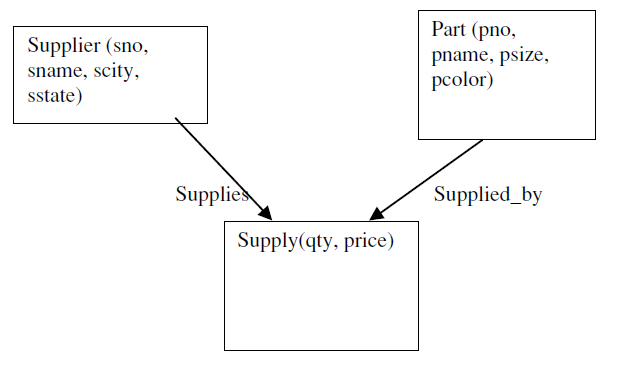 Supplier (sno,
sname, scity,
sstate)
Part (pno,
pname, psize,
pcolor)
Supplies
Supplied_by
Supply(qty, price)